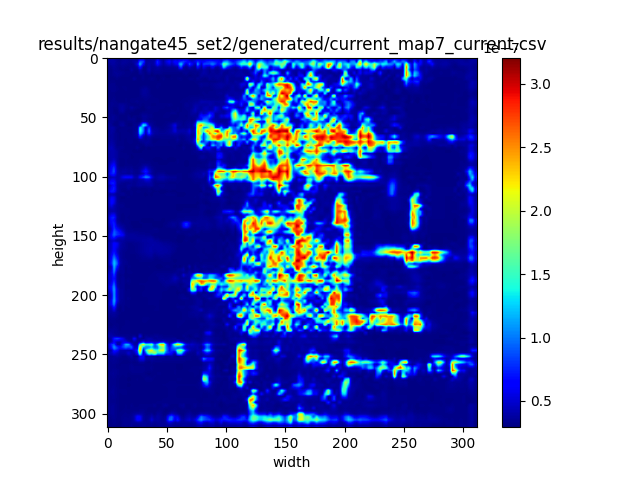 results/nangate45_set2/generated/current_map7_current.csv
1e−7
0
50
100
150
200
250
300
height
0 50 100 150 200 250 300
width
3.0
2.5
2.0
1.5
1.0
0.5